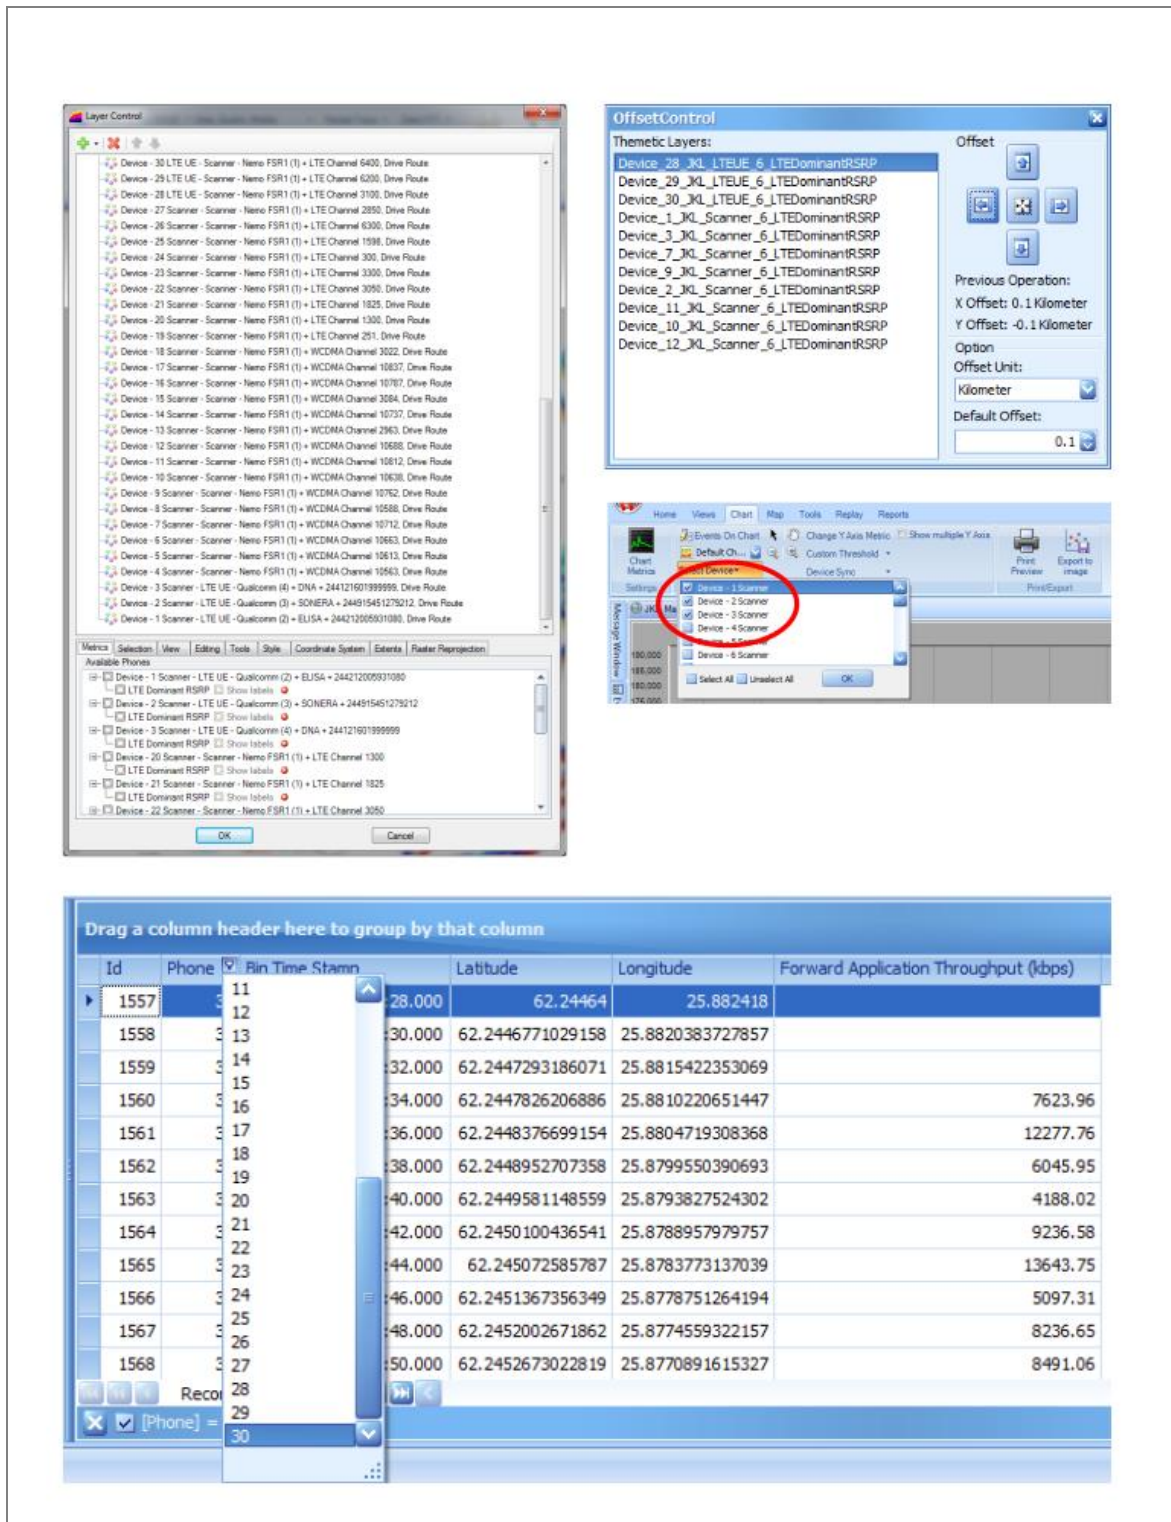 Layer Control
Device - 30 LTE UE - Scanner - Nemo FSR1 (1) + LTE Channel 6400, Drive Route
Device - 29 LTE UE - Scanner - Nemo FSR1 (1) + LTE Channel 6200, Drive Route
Device - 28 LTE UE - Scanner - Nemo FSR1 (1) + LTE Channel 3100, Drive Route
Device - 27 Scanner - Scanner - Nemo FSR1 (1) + LTE Channel 2850, Drive Route
Device - 26 Scanner - Scanner - Nemo FSR1 (1) + LTE Channel 6300, Drive Route
Device - 25 Scanner - Scanner - Nemo FSR1 (1) + LTE Channel 1598, Drive Route
Device - 24 Scanner - Scanner - Nemo FSR1 (1) + LTE Channel 300, Drive Route
Device - 23 Scanner - Scanner - Nemo FSR1 (1) + LTE Channel 3300, Drive Route
Device - 22 Scanner - Scanner - Nemo FSR1 (1) + LTE Channel 3050, Drive Route
Device - 21 Scanner - Scanner - Nemo FSR1 (1) + LTE Channel 1825, Drive Route
Device - 20 Scanner - Scanner - Nemo FSR1 (1) + LTE Channel 1300, Drive Route
Device - 19 Scanner - Scanner - Nemo FSR1 (1) + LTE Channel 251, Drive Route
Device - 18 Scanner - Scanner - Nemo FSR1 (1) + WCDMA Channel 3022, Drive Route
Device - 17 Scanner - Scanner - Nemo FSR1 (1) + WCDMA Channel 10837, Drive Route
Device - 16 Scanner - Scanner - Nemo FSR1 (1) + WCDMA Channel 10787, Drive Route
Device - 15 Scanner - Scanner - Nemo FSR1 (1) + WCDMA Channel 3084, Drive Route
Device - 14 Scanner - Scanner - Nemo FSR1 (1) + WCDMA Channel 10737, Drive Route
Device - 13 Scanner - Scanner - Nemo FSR1 (1) + WCDMA Channel 2963, Drive Route
Device - 12 Scanner - Scanner - Nemo FSR1 (1) + WCDMA Channel 10688, Drive Route
Device - 11 Scanner - Scanner - Nemo FSR1 (1) + WCDMA Channel 10812, Drive Route
Device - 10 Scanner - Scanner - Nemo FSR1 (1) + WCDMA Channel 10638, Drive Route
Device - 9 Scanner - Scanner - Nemo FSR1 (1) + WCDMA Channel 10762, Drive Route
Device - 8 Scanner - Scanner - Nemo FSR1 (1) + WCDMA Channel 10588, Drive Route
Device - 7 Scanner - Scanner - Nemo FSR1 (1) + WCDMA Channel 10712, Drive Route
Device - 6 Scanner - Scanner - Nemo FSR1 (1) + WCDMA Channel 10663, Drive Route
Device - 5 Scanner - Scanner - Nemo FSR1 (1) + WCDMA Channel 10613, Drive Route
Device - 4 Scanner - Scanner - Nemo FSR1 (1) + WCDMA Channel 10563, Drive Route
Device - 3 Scanner - LTE UE - Qualcomm (4) + DNA + 244121601999999, Drive Route
Device - 2 Scanner - LTE UE - Qualcomm (3) + SONERA + 244915451279212, Drive Route
Device - 1 Scanner - LTE UE - Qualcomm (2) + ELISA + 244212005931080, Drive Route
Metrics Selection View Editing Tools Style Coordinate System Extents Raster Reprojection
Available Phones
Device - 1 Scanner - LTE UE - Qualcomm (2) + ELISA + 244212005931080
LTE Dominant RSRP Show labels
Device - 2 Scanner - LTE UE - Qualcomm (3) + SONERA + 244915451279212
LTE Dominant RSRP Show labels
Device - 3 Scanner - LTE UE - Qualcomm (4) + DNA + 244121601999999
LTE Dominant RSRP Show labels
Device - 20 Scanner - Scanner - Nemo FSR1 (1) + LTE Channel 1300
LTE Dominant RSRP Show labels
Device - 21 Scanner - Scanner - Nemo FSR1 (1) + LTE Channel 1825
LTE Dominant RSRP Show labels
Device - 22 Scanner - Scanner - Nemo FSR1 (1) + LTE Channel 3050
OK Cancel
OffsetControl
Themetic Layers:
Device_28_JKL_LTEUE_6_LTEDominantRSRP
Device_29_JKL_LTEUE_6_LTEDominantRSRP
Device_30_JKL_LTEUE_6_LTEDominantRSRP
Device_1_JKL_Scanner_6_LTEDominantRSRP
Device_3_JKL_Scanner_6_LTEDominantRSRP
Device_7_JKL_Scanner_6_LTEDominantRSRP
Device_9_JKL_Scanner_6_LTEDominantRSRP
Device_2_JKL_Scanner_6_LTEDominantRSRP
Device_11_JKL_Scanner_6_LTEDominantRSRP
Device_10_JKL_Scanner_6_LTEDominantRSRP
Device_12_JKL_Scanner_6_LTEDominantRSRP
Offset
Previous Operation:
X Offset: 0.1 Kilometer
Y Offset: -0.1 Kilometer
Option
Offset Unit:
Kilometer
Default Offset:
0.1
Home Views Chart Map Tools Replay Reports
Events On Chart Change Y Axis Metric Show multiple Y Axis
Default Ch... Custom Threshold
Chart Metrics
Device Sync
Print Preview
Export to image
Settings
Print/Export
Device - 1 Scanner
Device - 2 Scanner
Device - 3 Scanner
Device - 4 Scanner
Device - 5 Scanner
Device - 6 Scanner
Select All Unselect All OK
Message Window
190,000
185,000
180,000
175,000
Drag a column header here to group by that column
Id Phone Bin Time Stamp Latitude Longitude Forward Application Throughput (kbps)
1557 3 :28.000 62.24464 25.882418
1558 3 :30.000 62.2446771029158 25.8820383727857
1559 3 :32.000 62.2447293186071 25.8815422353069
1560 3 :34.000 62.2447826206886 25.8810220651447 7623.96
1561 3 :36.000 62.2448376699154 25.8804719308368 12277.76
1562 3 :38.000 62.2448952707358 25.8799550390693 6045.95
1563 3 :40.000 62.2449581148559 25.8793827524302 4188.02
1564 3 :42.000 62.2450100436541 25.8788957979757 9236.58
1565 3 :44.000 62.245072585787 25.8783773137039 13643.75
1566 3 :46.000 62.2451367356349 25.8778751264194 5097.31
1567 3 :48.000 62.2452002671862 25.8774559322157 8236.65
1568 3 :50.000 62.2452673022819 25.8770891615327 8491.06
11
12
13
14
15
16
17
18
19
20
21
22
23
24
25
26
27
28
29
30
Recor
[Phone] =